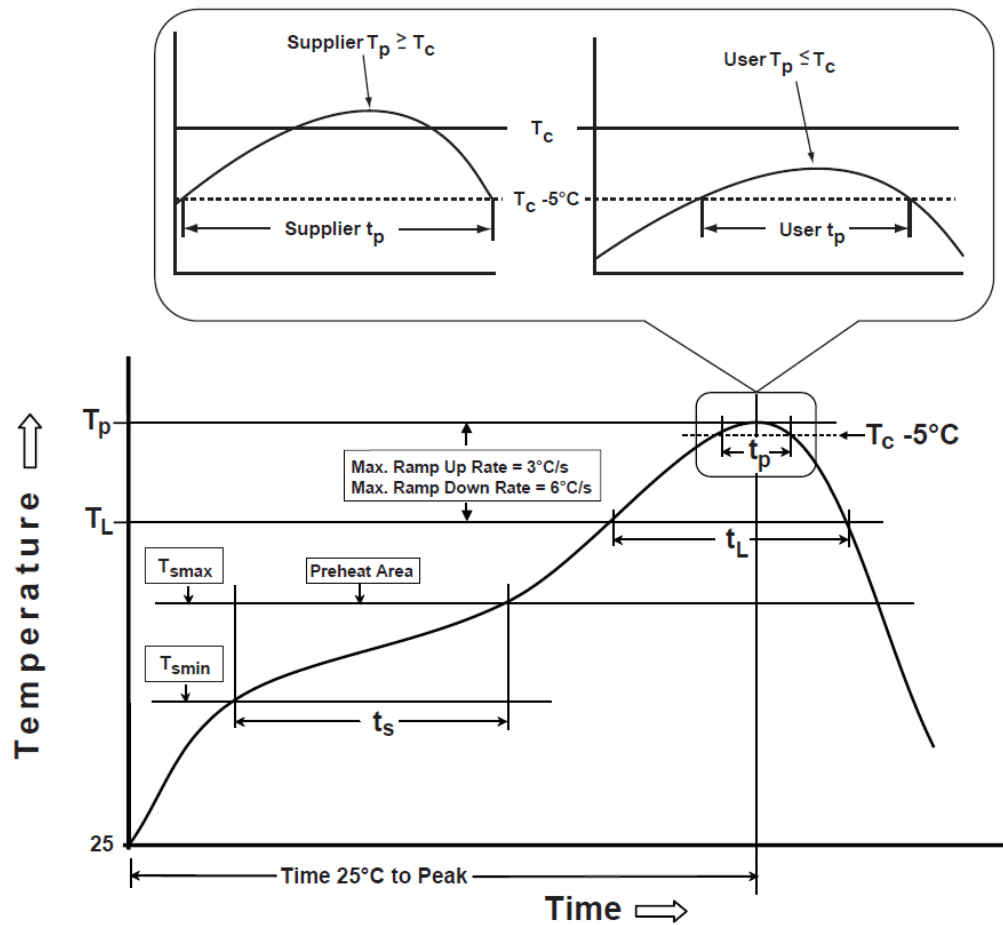 Supplier Tp ≥ Tc
User Tp ≤ Tc
Tc
Tc -5°C
Supplier tp
User tp
Tp
Tc -5°C
tp
Max. Ramp Up Rate = 3°C/s
Max. Ramp Down Rate = 6°C/s
TL
tL
Tsmax
Preheat Area
Tsmin
ts
Temperature
25
Time 25°C to Peak
Time